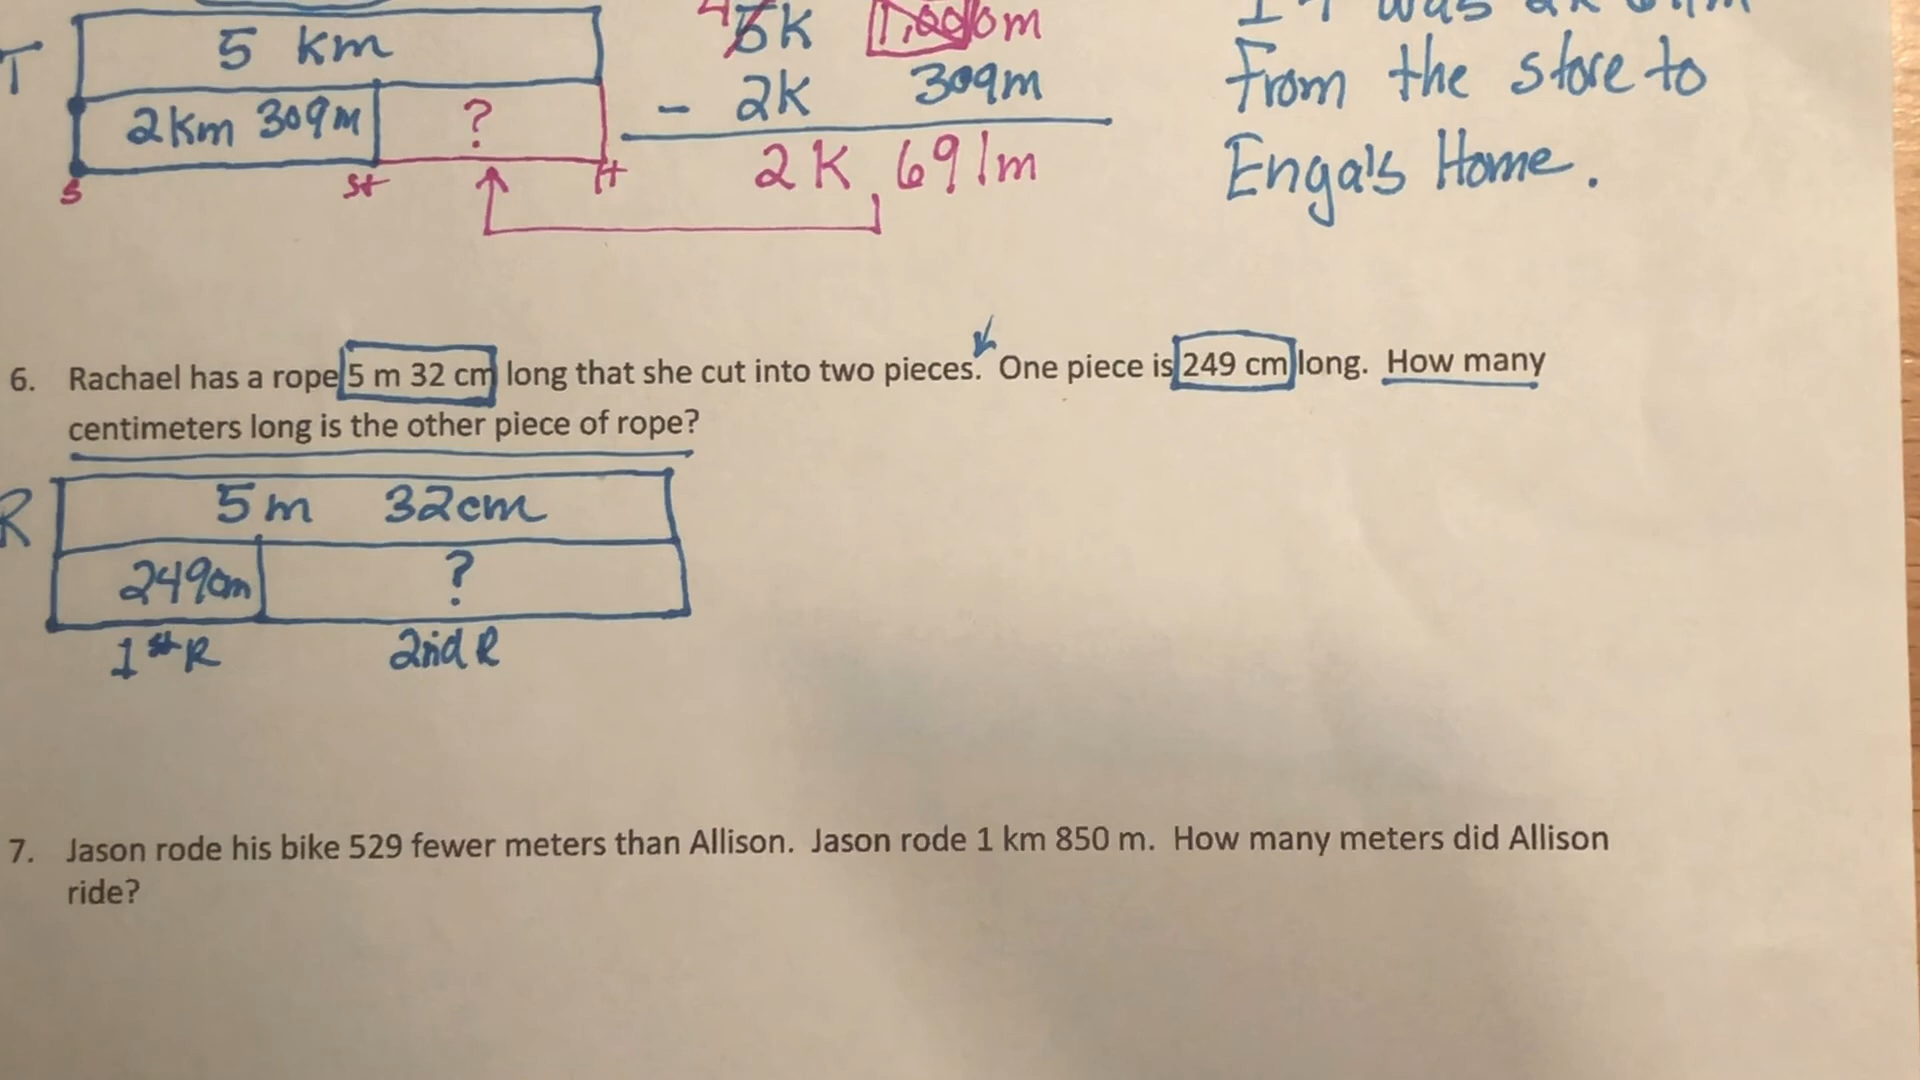 T
5 km
2km 309m ?
S St H
4 5K m
- 2K 309m
2K 691m
From the store to
Enga's Home.
6. Rachael has a rope 5 m 32 cm long that she cut into two pieces. One piece is 249 cm long. How many
centimeters long is the other piece of rope?
R
5m 32cm
249cm ?
1st R 2nd R
7. Jason rode his bike 529 fewer meters than Allison. Jason rode 1 km 850 m. How many meters did Allison
ride?